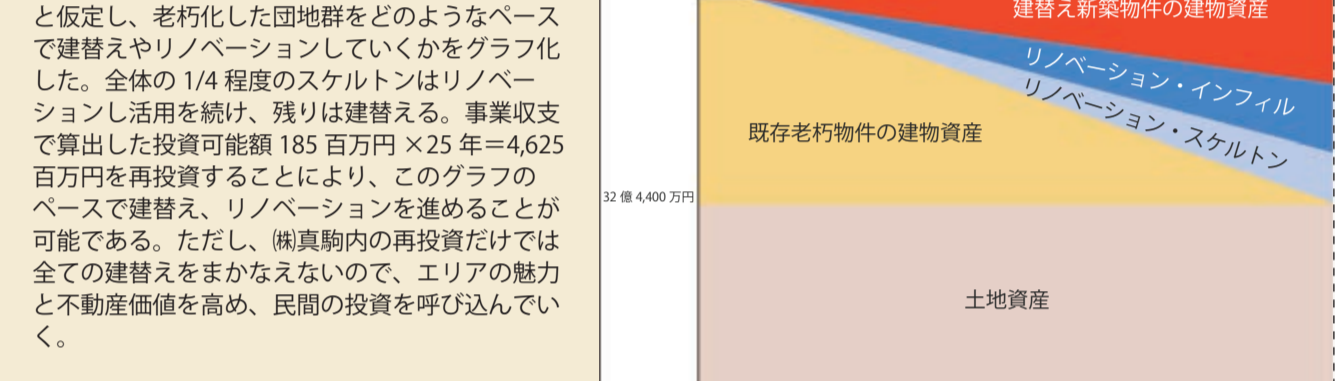 と仮定し、老朽化した団地群をどのようなペース
で建替えやリノベーションしていくかをグラフ化
した。全体の 1/4 程度のスケルトンはリノベー
ションし活用を続け、残りは建替える。事業収支
で算出した投資可能額 185 百万円 ×25 年＝4,625
百万円を再投資することにより、このグラフの
ペースで建替え、リノベーションを進めることが
可能である。ただし、㈱真駒内の再投資だけでは
全ての建替えをまかなえないので、エリアの魅力
と不動産価値を高め、民間の投資を呼び込んでい
く。
建替え新築物件の建物資産
リノベーション・インフィル
リノベーション・スケルトン
既存老朽物件の建物資産
32 億 4,400 万円
土地資産